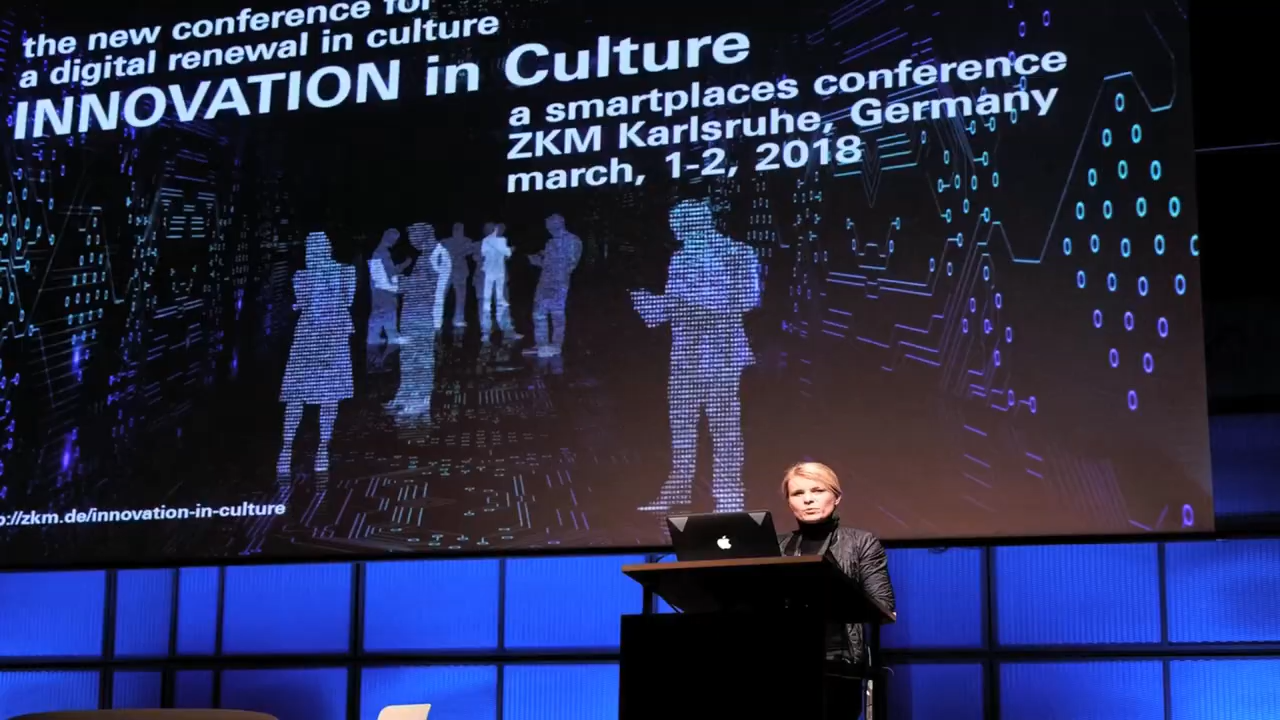 the new conference for
a digital renewal in culture
INNOVATION in Culture
a smartplaces conference
ZKM Karlsruhe, Germany
march, 1-2, 2018
p://zkm.de/innovation-in-culture